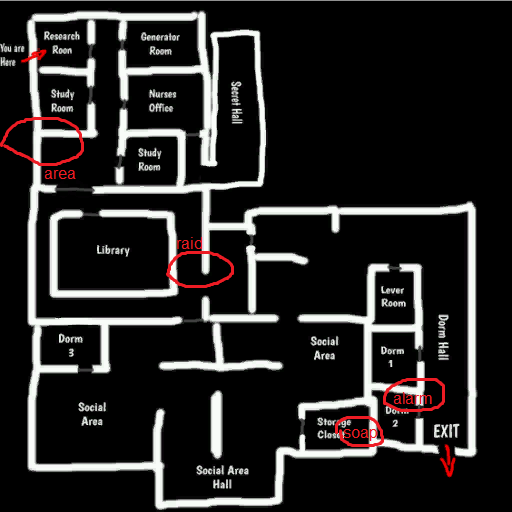 You are
Here
Research
Roon
Generator
Room
Study
Room
Nurses
Office
Secret Hall
Study
Room
area
Library
raic
Lever
Room
Dorm Hall
Dorm
3
Social
Area
Dorm
1
alarm
Dorm
2
Social
Area
Storage
Closet
soap
EXIT
Social Area
Hall